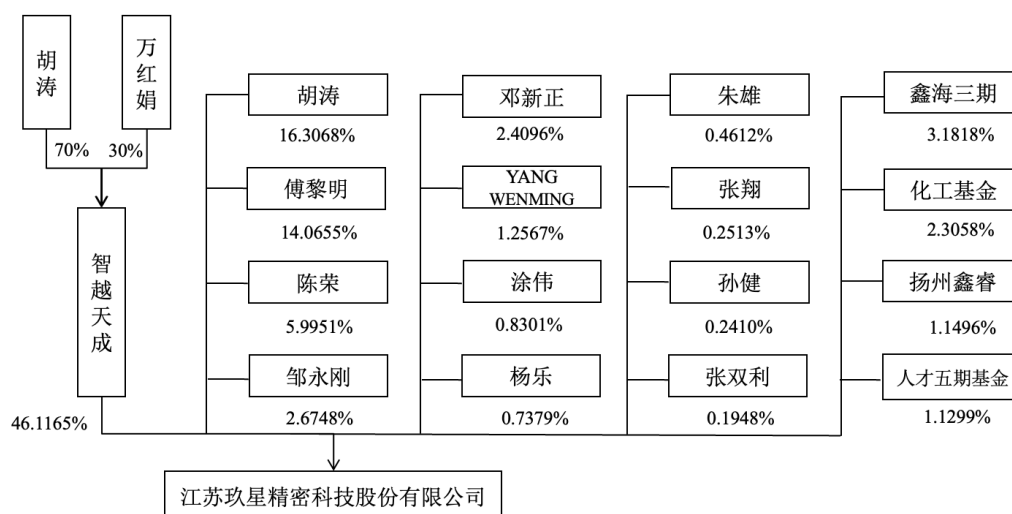 胡涛
万红娟
70%
30%
智越天成
46.1165%
胡涛
16.3068%
傅黎明
14.0655%
陈荣
5.9951%
邹永刚
2.6748%
邓新正
2.4096%
YANG
WENMING
1.2567%
涂伟
0.8301%
杨乐
0.7379%
朱雄
0.4612%
张翔
0.2513%
孙健
0.2410%
张双利
0.1948%
鑫海三期
3.1818%
化工基金
2.3058%
扬州鑫睿
1.1496%
人才五期基金
1.1299%
江苏玖星精密科技股份有限公司